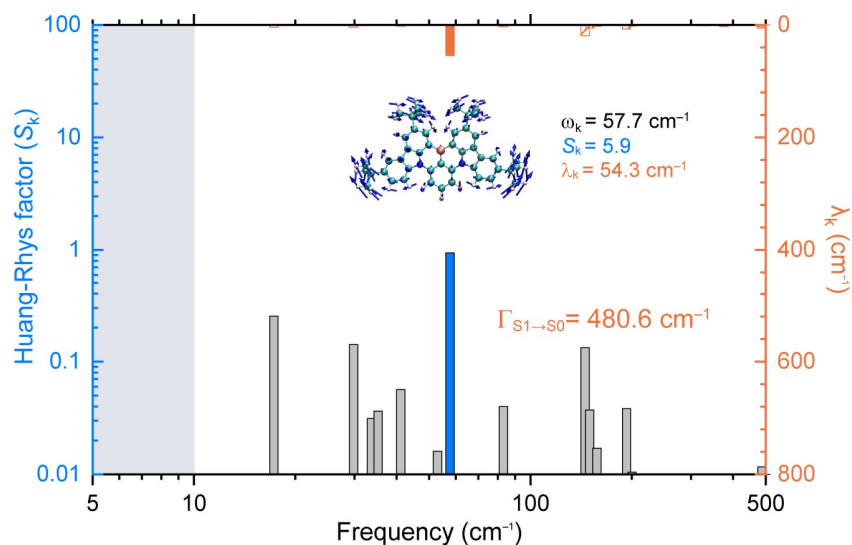 100
10
1
0.1
0.01
Huang-Rhys factor (Sₖ)
5
10
100
500
Frequency (cm⁻¹)
0
200
400
600
800
λₖ (cm⁻¹)
ωₖ = 57.7 cm⁻¹
Sₖ = 5.9
λₖ = 54.3 cm⁻¹
ΓS1→S0= 480.6 cm⁻¹